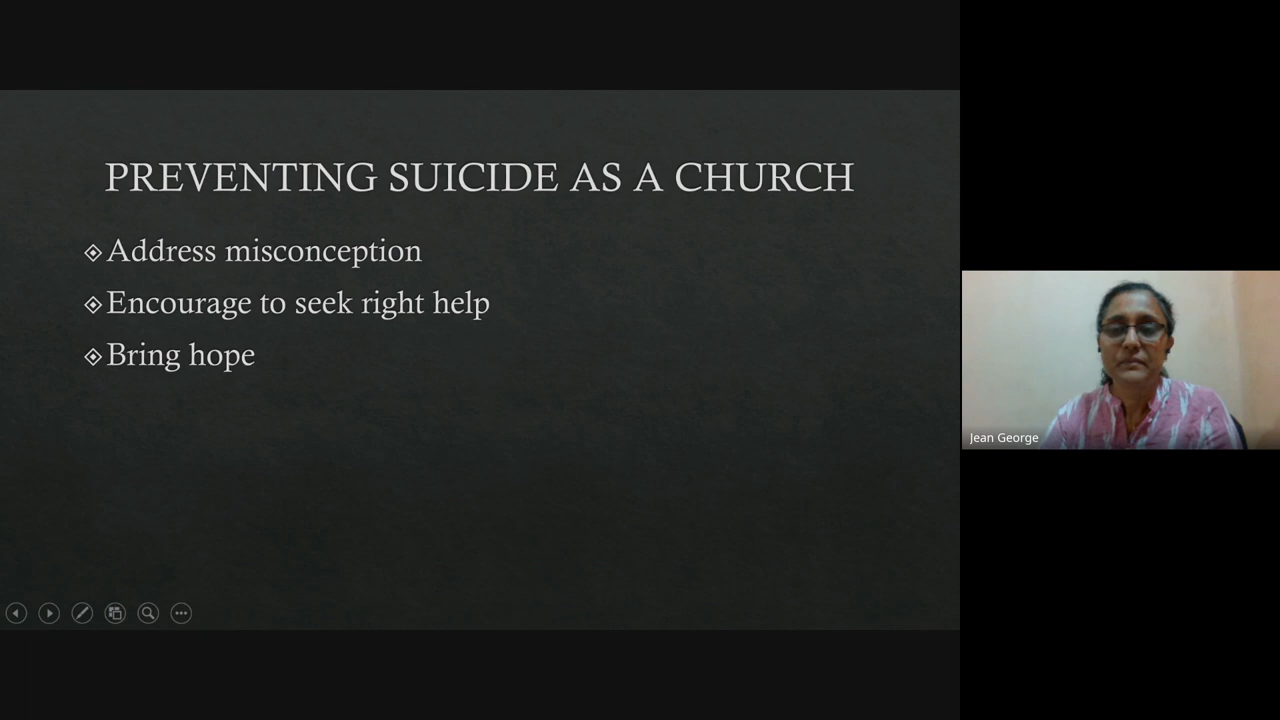 PREVENTING SUICIDE AS A CHURCH
Address misconception
Encourage to seek right help
Bring hope
Jean George